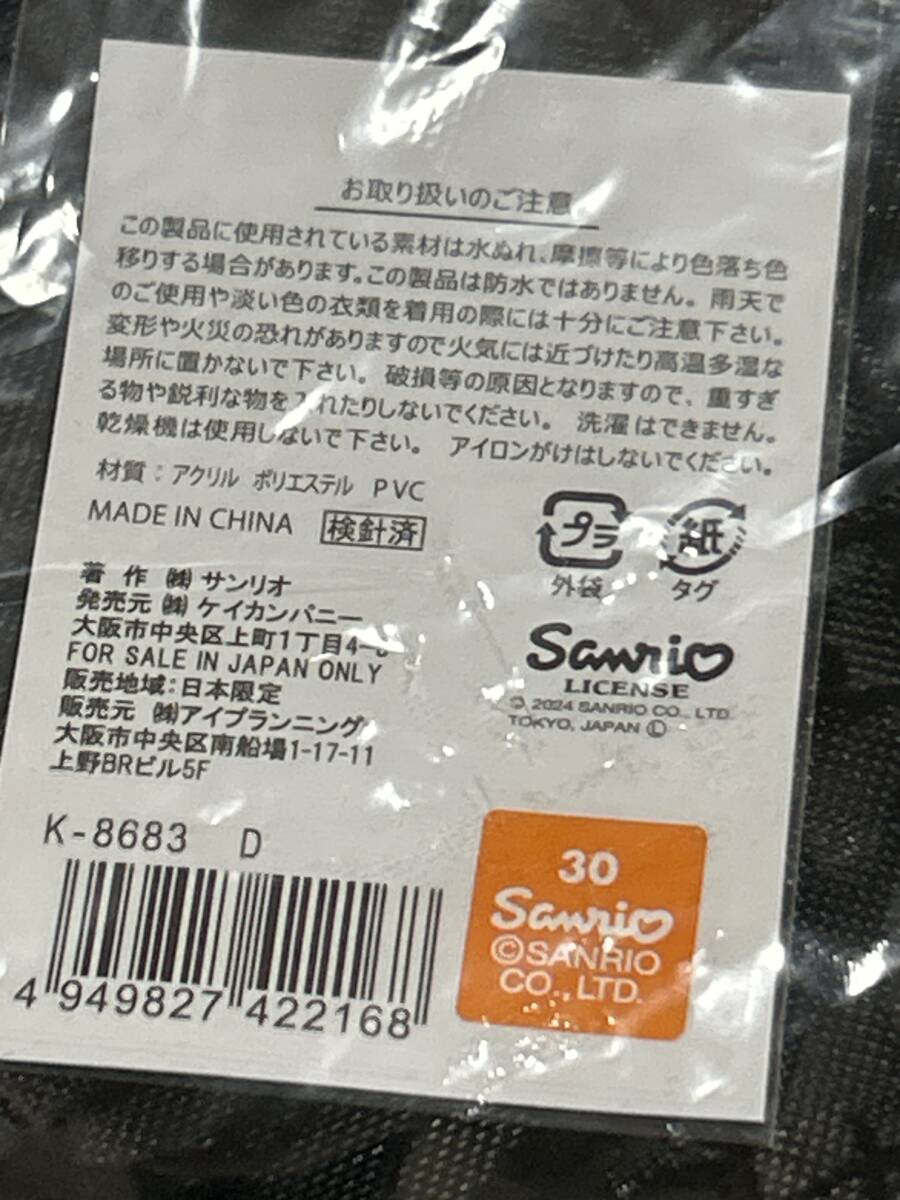 お取り扱いのご注意
この製品に使用されている素材は水ぬれ、摩擦等により色落ち色
移りする場合があります。この製品は防水ではありません。雨天で
のご使用や淡い色の衣類を着用の際には十分にご注意下さい。
変形や火災の恐れがありますので火気には近づけたり高温多湿な
場所に置かないで下さい。破損等の原因となりますので、重すぎ
る物や鋭利な物を入れたりしないでください。洗濯はできません。
乾燥機は使用しないで下さい。アイロンがけはしないでください。
材質:アクリル ポリエステル PVC
MADE IN CHINA 検針済
プラ 外袋
紙 タグ
著作 ㈱ サンリオ
発売元 ㈱ ケイカンパニー
大阪市中央区上町1丁目4-
FOR SALE IN JAPAN ONLY
販売地域:日本限定
販売元 ㈱アイプランニング
大阪市中央区南船場1-17-11
上野BRビル5F
Sanrio
LICENSE
© 2024 SANRIO CO., LTD.
TOKYO, JAPAN Ⓛ
K-8683 D
4 949827 422168
30
Sanrio
©SANRIO
CO., LTD.